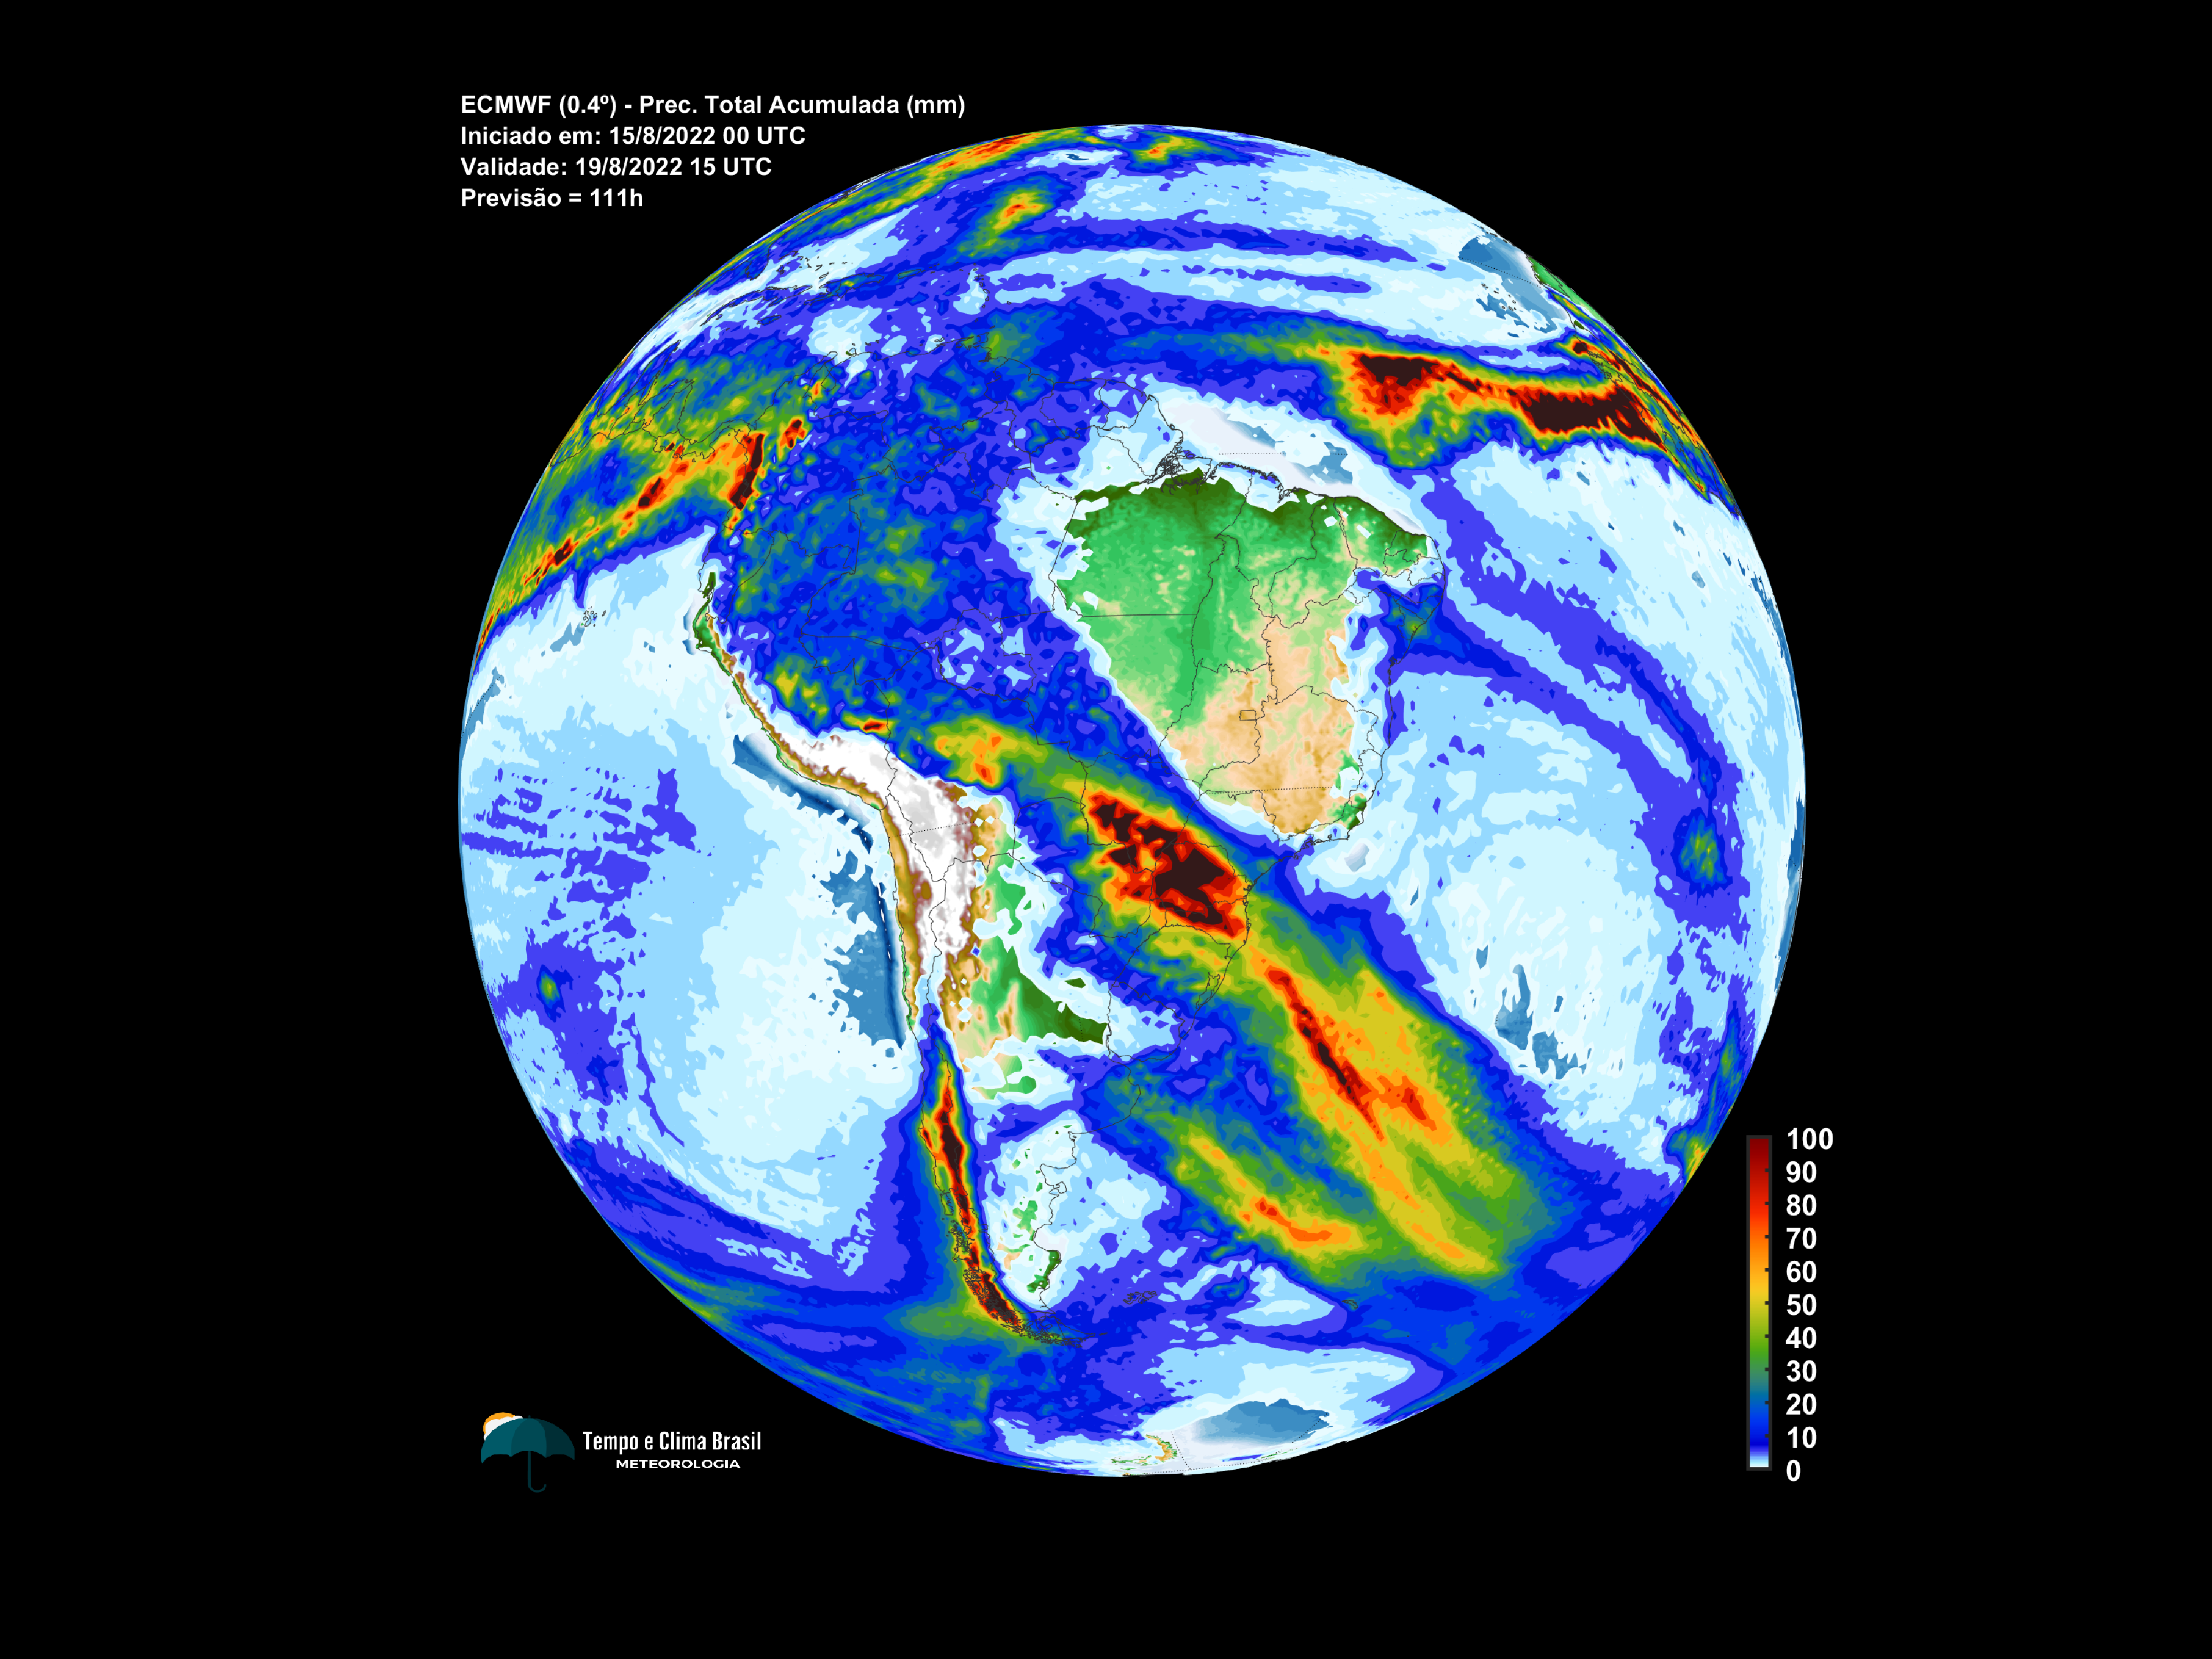 ECMWF (0.4º) - Prec. Total Acumulada (mm)
Iniciado em: 15/8/2022 00 UTC
Validade: 19/8/2022 15 UTC
Previsão = 111h
100
90
80
70
60
50
40
30
20
10
0
Tempo e Clima Brasil
METEOROLOGIA